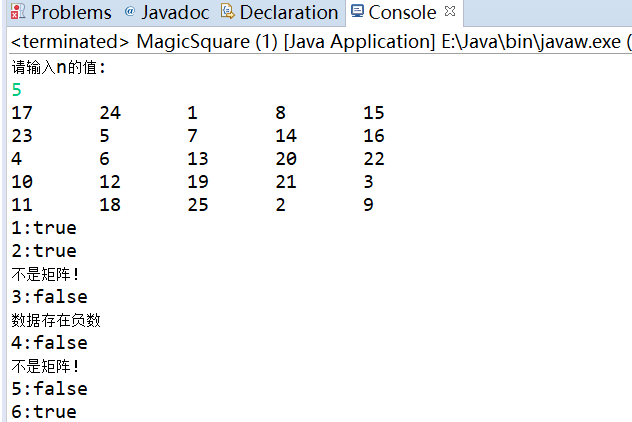 Problems @ Javadoc Declaration Console
<terminated> MagicSquare (1) [Java Application] E:\Java\bin\javaw.exe (
请输入n的值:
5
17 24 1 8 15
23 5 7 14 16
4 6 13 20 22
10 12 19 21 3
11 18 25 2 9
1:true
2:true
不是矩阵!
3:false
数据存在负数
4:false
不是矩阵!
5:false
6:true